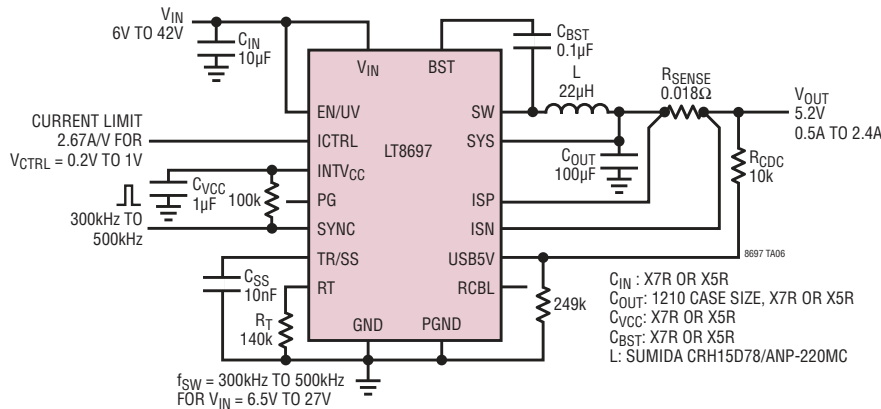 VIN
6V TO 42V
CIN
10µF
CBST
0.1µF
L
22µH
RSENSE
0.018Ω
VOUT
5.2V
0.5A TO 2.4A
VIN
BST
EN/UV
SW
CURRENT LIMIT
2.67A/V FOR
VCTRL = 0.2V TO 1V
ICTRL
LT8697
SYS
COUT
100µF
RCDC
10k
INTVCC
CVCC
1µF
100k
PG
ISP
300kHz TO
500kHz
SYNC
ISN
TR/SS
USB5V
8697 TA06
CSS
10nF
RT
RCBL
249k
RT
140k
GND
PGND
CIN : X7R OR X5R
COUT: 1210 CASE SIZE, X7R OR X5R
CVCC: X7R OR X5R
CBST: X7R OR X5R
L: SUMIDA CRH15D78/ANP-220MC
fSW = 300kHz TO 500kHz
FOR VIN = 6.5V TO 27V